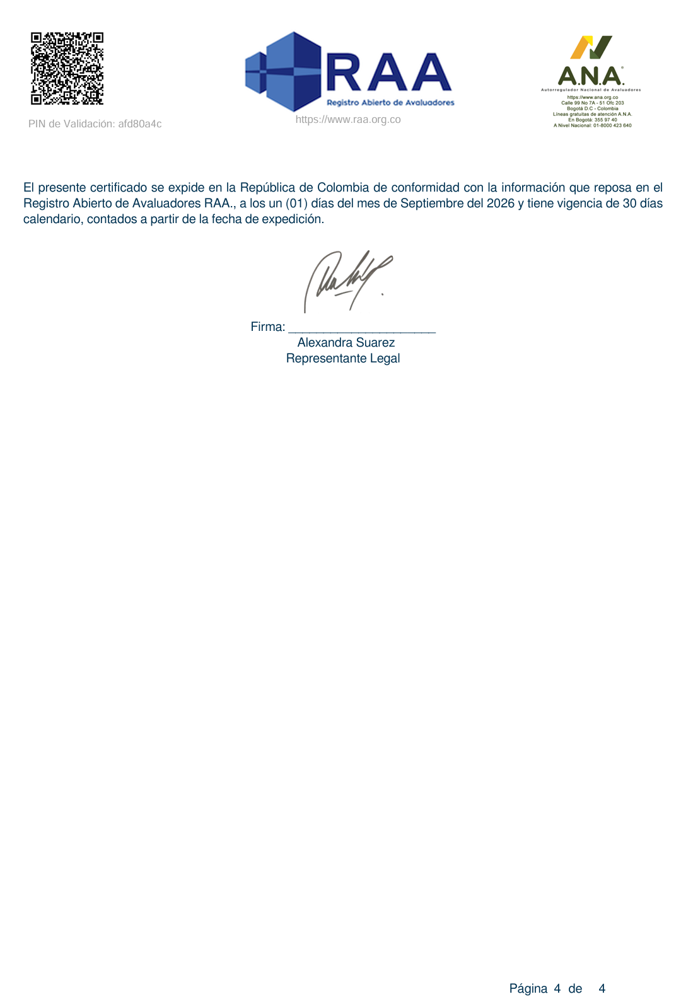 PIN de Validación: afd80a4c
RAA
Registro Abierto de Avaluadores
https://www.raa.org.co
A.N.A.
Autorregulador Nacional de Avaluadores
https://www.ana.org.co
Calle 99 No 7A - 51 Ofc 203
Bogotá D.C - Colombia
Líneas gratuitas de atención A.N.A.
En Bogotá: 355 97 40
A Nivel Nacional: 01-8000 423 640
El presente certificado se expide en la República de Colombia de conformidad con la información que reposa en el
Registro Abierto de Avaluadores RAA., a los un (01) días del mes de Septiembre del 2026 y tiene vigencia de 30 días
calendario, contados a partir de la fecha de expedición.
Firma: _____________________
Alexandra Suarez
Representante Legal
Página 4 de 4